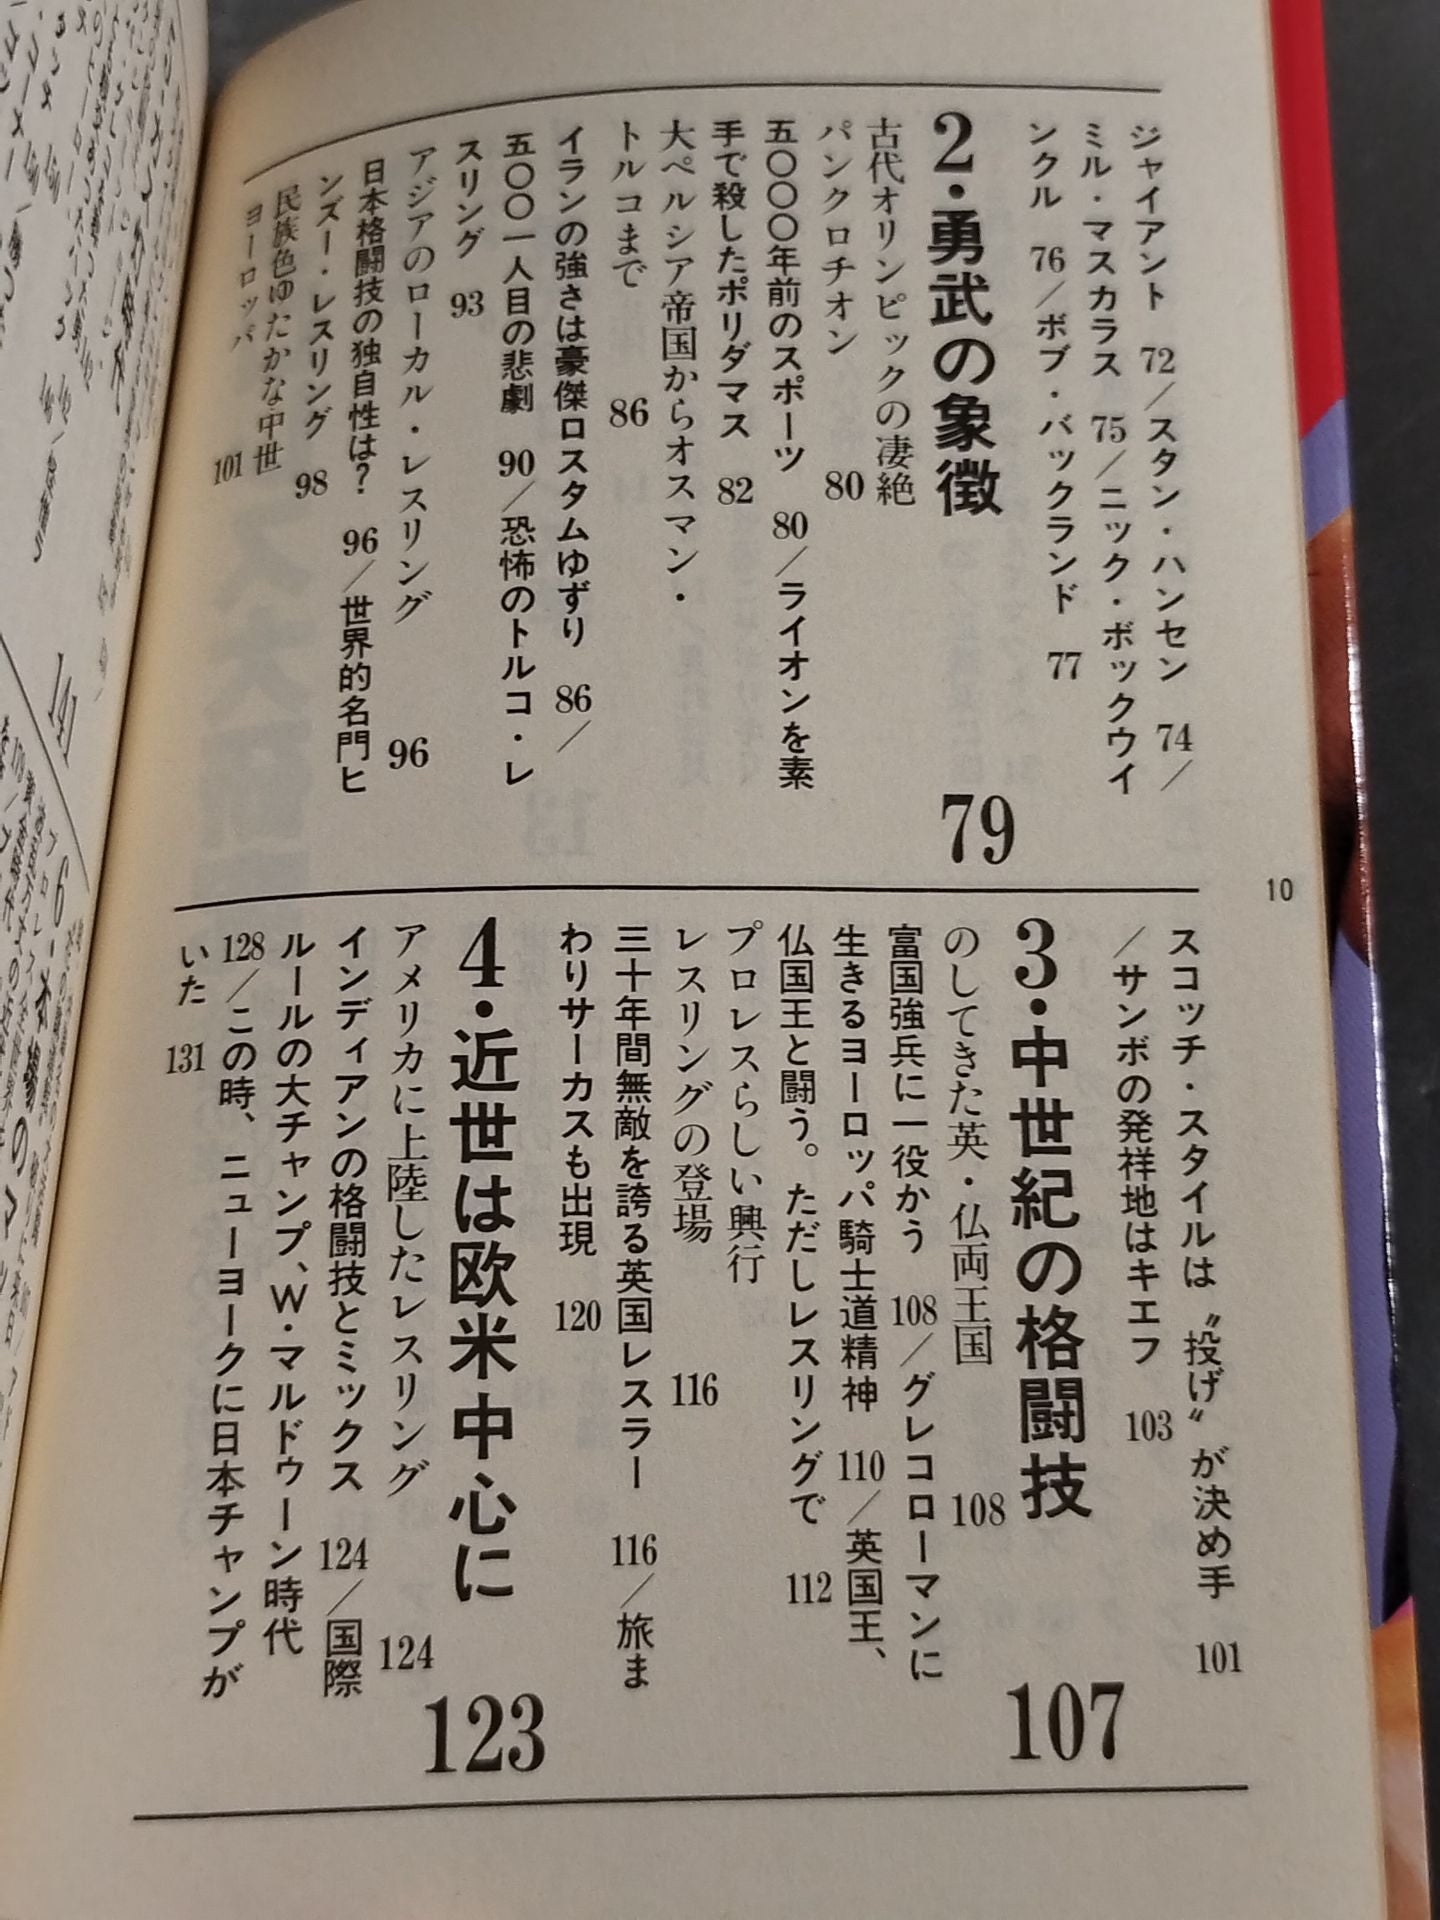 ジャイアント　72／スタン・ハンセン　74／
ミル・マスカラス　75／ニック・ボックウイ
ンクル　76／ボブ・バックランド　77
2・勇武の象徴　79
古代オリンピックの凄絶
パンクロチオン　80
五〇〇〇年前のスポーツ　80／ライオンを素
手で殺したポリダマス　82
大ペルシア帝国からオスマン・
トルコまで　86
イランの強さは豪傑ロスタムゆずり　86／
五〇〇一人目の悲劇　90／恐怖のトルコ・レ
スリング　93
アジアのローカル・レスリング　96
日本格闘技の独自性は？　96／世界的名門ヒ
ンズー・レスリング　98
民族色ゆたかな中世
ヨーロッパ　101
10
スコッチ・スタイルは〝投げ〟が決め手　101
／サンボの発祥地はキエフ　103
3・中世紀の格闘技　107
のしてきた英・仏両王国　108
富国強兵に一役かう　108／グレコローマンに
生きるヨーロッパ騎士道精神　110／英国王、
仏国王と闘う。ただしレスリングで　112
プロレスらしい興行
レスリングの登場　116
三十年間無敵を誇る英国レスラー　116／旅ま
わりサーカスも出現　120
4・近世は欧米中心に　123
アメリカに上陸したレスリング　124
インディアンの格闘技とミックス　124／国際
ルールの大チャンプ、W・マルドゥーン時代
128／この時、ニューヨークに日本チャンプが
いた　131